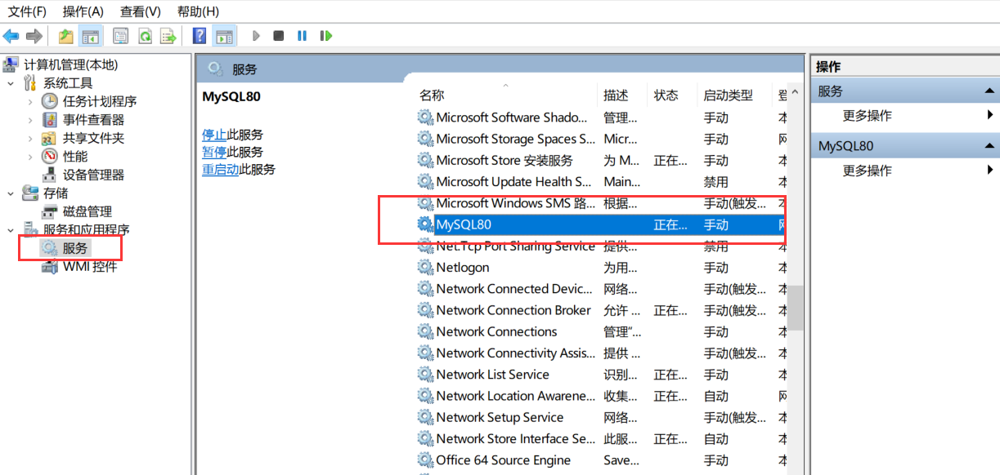 文件(F) 操作(A) 查看(V) 帮助(H)
计算机管理(本地)
系统工具
任务计划程序
事件查看器
共享文件夹
性能
设备管理器
存储
磁盘管理
服务和应用程序
服务
WMI 控件
服务
MySQL80
停止此服务
暂停此服务
重启动此服务
名称 描述 状态 启动类型 登
Microsoft Software Shado... 管理... 手动 本
Microsoft Storage Spaces S... Micr... 手动 网
Microsoft Store 安装服务 为 M... 正在... 手动 本
Microsoft Update Health S... Main... 禁用 本
Microsoft Windows SMS 路... 根据... 手动(触发... 本
MySQL80 正在... 手动 网
Net.Tcp Port Sharing Service 提供... 禁用 本
Netlogon 为用... 手动 本
Network Connected Devic... 网络... 手动(触发... 本
Network Connection Broker 允许 ... 正在... 手动(触发... 本
Network Connections 管理“... 手动 本
Network Connectivity Assis... 提供 ... 手动(触发... 本
Network List Service 识别... 正在... 手动 本
Network Location Awarene... 收集... 正在... 自动 网
Network Setup Service 网络... 手动(触发... 本
Network Store Interface Se... 此服... 正在... 自动 本
Office 64 Source Engine Save... 手动 本
操作
服务
更多操作
MySQL80
更多操作